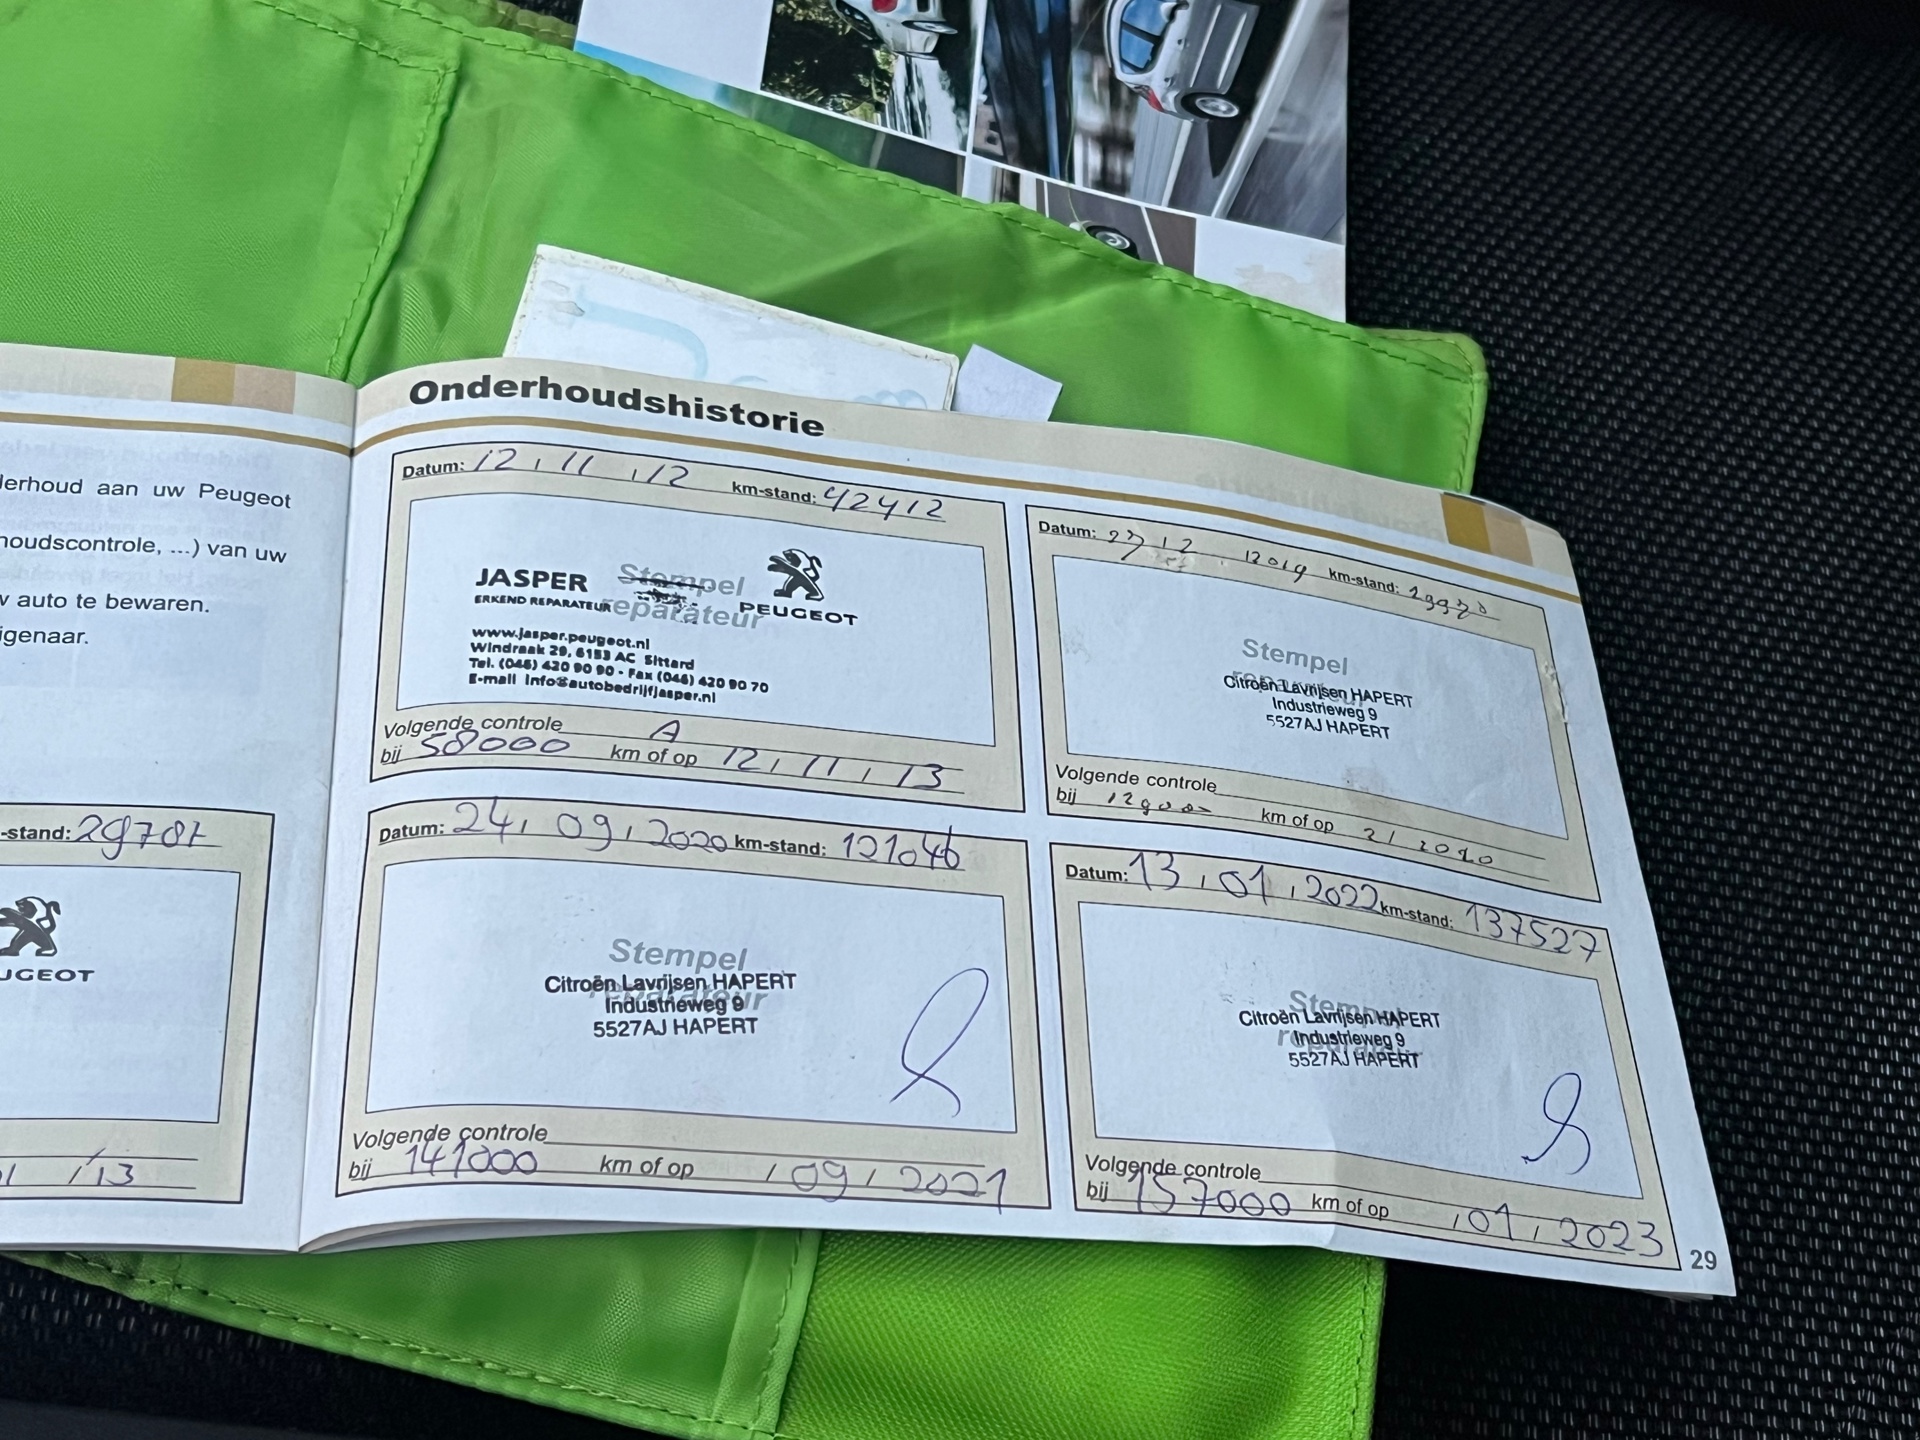 Onderhoudshistorie
lerhoud aan uw Peugeot
houdscontrole, ...) van uw
auto te bewaren.
igenaar.
-stand: 29781
UGEOT
/13
Datum: 12, 11, 12 km-stand: 42412
Stempel
reparateur
JASPER
ERKEND REPARATEUR
PEUGEOT
www.jasper.peugeot.nl
Windraak 29, 6153 AC Sittard
Tel. (046) 420 90 90 - Fax (046) 420 90 70
E-mail info@autobedrijfjasper.nl
Volgende controle A
bij 58000 km of op 12, 11, 13
Datum: 12 2019 km-stand:
Stempel
Citroën Lavrijsen HAPERT
Industrieweg 9
5527AJ HAPERT
Volgende controle
bij km of op
Datum: 24, 09, 2020 km-stand: 121046
Stempel
reparateur
Citroën Lavrijsen HAPERT
Industrieweg 9
5527AJ HAPERT
Volgende controle
bij 141000 km of op , 09, 2021
Datum: 13, 01, 2022 km-stand: 137527
Stempel
Citroën Lavrijsen HAPERT
Industrieweg 9
5527AJ HAPERT
Volgende controle
bij 157000 km of op , 01, 2023
29